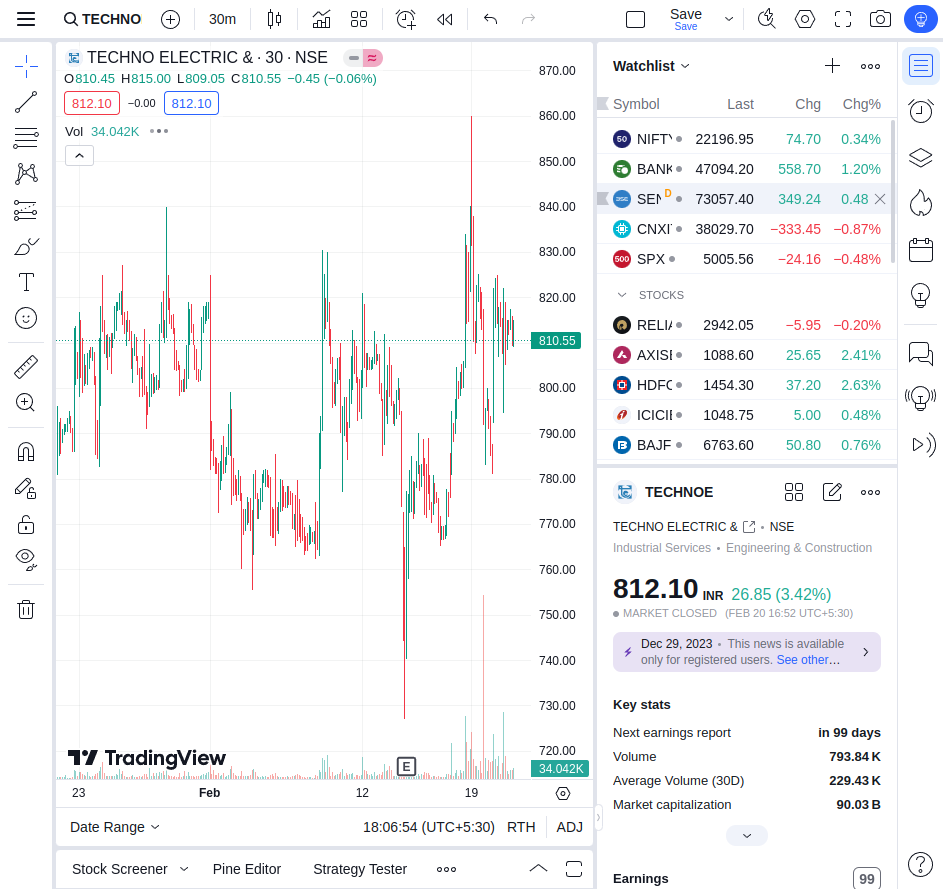 TECHNO
30m
Save
Save
TECHNO ELECTRIC & · 30 · NSE
O810.45 H815.00 L809.05 C810.55 −0.45 (−0.06%)
812.10 −0.00 812.10
Vol 34.042K
870.00
860.00
850.00
840.00
830.00
820.00
810.55
800.00
790.00
780.00
770.00
760.00
750.00
740.00
730.00
720.00
34.042K
TradingView
E
23 Feb 12 19
Date Range
18:06:54 (UTC+5:30) RTH ADJ
Stock Screener Pine Editor Strategy Tester
Watchlist
Symbol Last Chg Chg%
50 NIFTY 22196.95 74.70 0.34%
BANK 47094.20 558.70 1.20%
SEN D 73057.40 349.24 0.48
CNXI 38029.70 −333.45 −0.87%
500 SPX 5005.56 −24.16 −0.48%
STOCKS
RELI 2942.05 −5.95 −0.20%
AXISB 1088.60 25.65 2.41%
HDFC 1454.30 37.20 2.63%
ICICIB 1048.75 5.00 0.48%
BAJF 6763.60 50.80 0.76%
TECHNOE
TECHNO ELECTRIC & • NSE
Industrial Services • Engineering & Construction
812.10 INR 26.85 (3.42%)
MARKET CLOSED (FEB 20 16:52 UTC+5:30)
Dec 29, 2023 • This news is available
only for registered users. See other…
Key stats
Next earnings report in 99 days
Volume 793.84 K
Average Volume (30D) 229.43 K
Market capitalization 90.03 B
Earnings 99